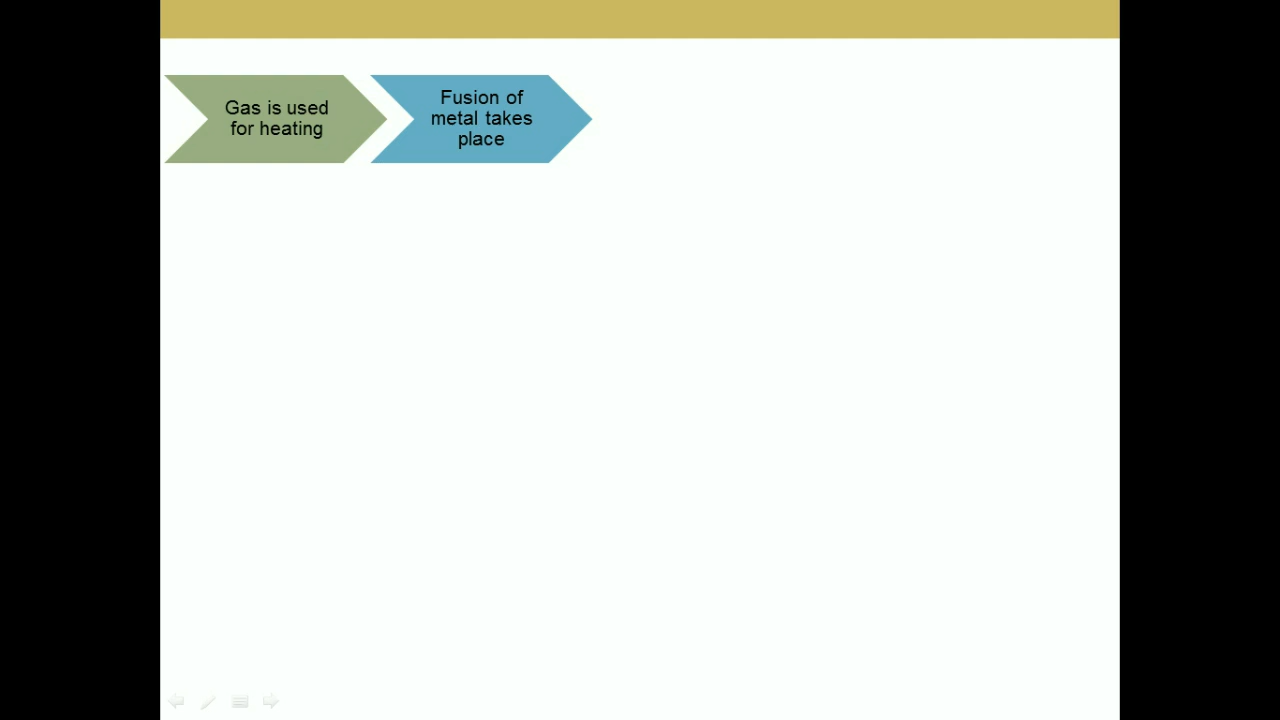 Gas is used
for heating
Fusion of
metal takes
place